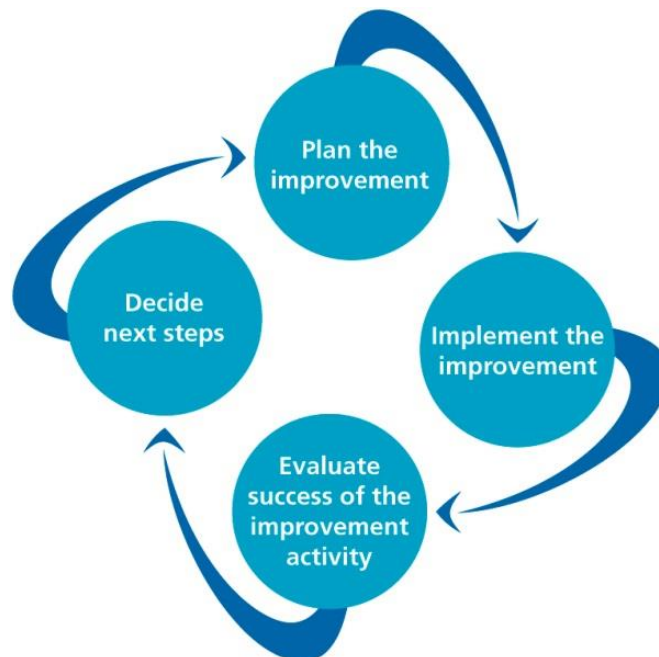 Plan the
improvement
Implement the
improvement
Evaluate
success of the
improvement
activity
Decide
next steps